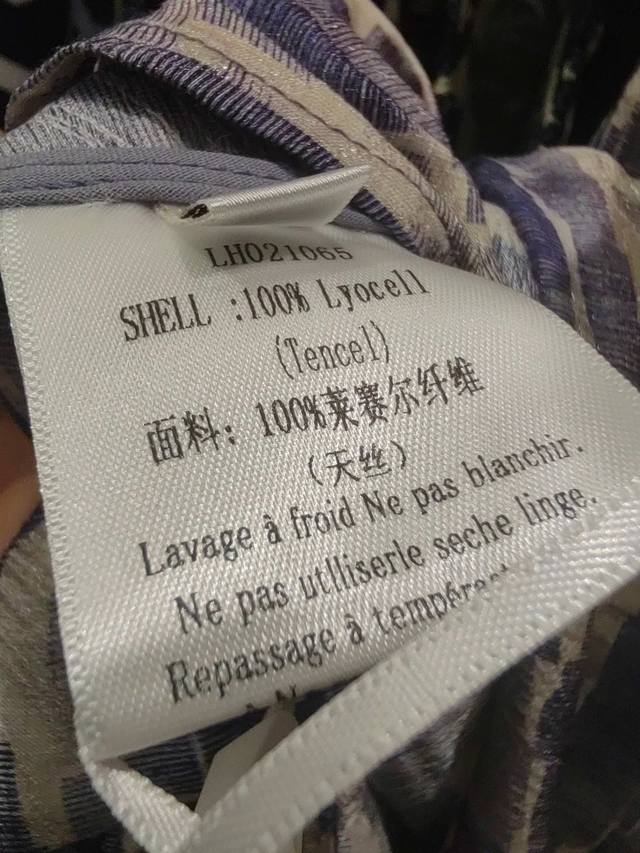 LH021065
SHELL :100% Lyocell
(Tencel)
面料: 100%莱赛尔纤维
(天丝)
Lavage à froid Ne pas blanchir.
Ne pas utlliserle seche linge.
Repassage à